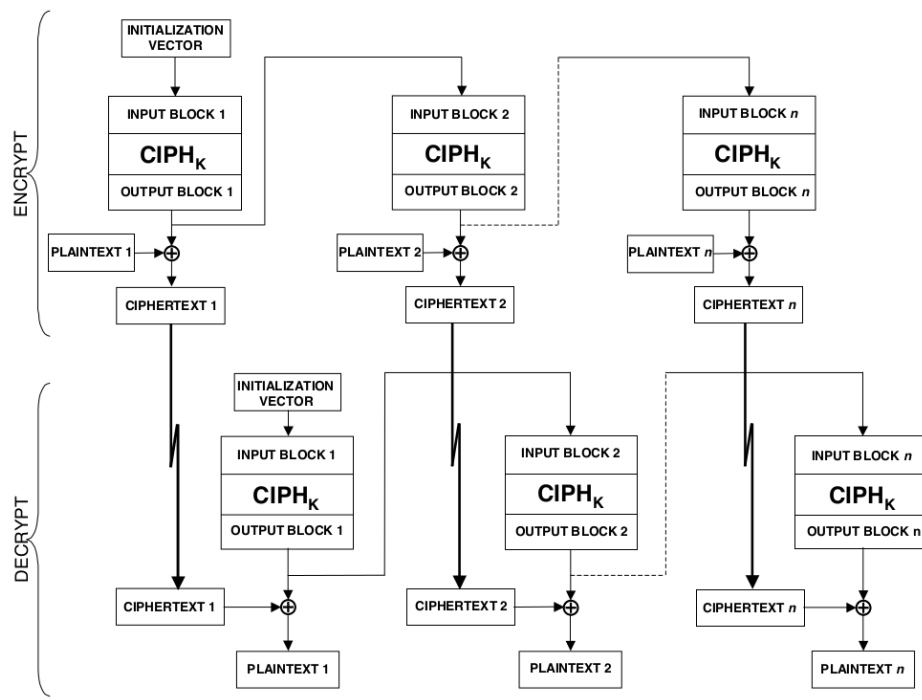 ENCRYPT
INITIALIZATION
VECTOR
INPUT BLOCK 1
CIPHK
OUTPUT BLOCK 1
PLAINTEXT 1
CIPHERTEXT 1
INPUT BLOCK 2
CIPHK
OUTPUT BLOCK 2
PLAINTEXT 2
CIPHERTEXT 2
INPUT BLOCK n
CIPHK
OUTPUT BLOCK n
PLAINTEXT n
CIPHERTEXT n
DECRYPT
INITIALIZATION
VECTOR
INPUT BLOCK 1
CIPHK
OUTPUT BLOCK 1
CIPHERTEXT 1
PLAINTEXT 1
INPUT BLOCK 2
CIPHK
OUTPUT BLOCK 2
CIPHERTEXT 2
PLAINTEXT 2
INPUT BLOCK n
CIPHK
OUTPUT BLOCK n
CIPHERTEXT n
PLAINTEXT n